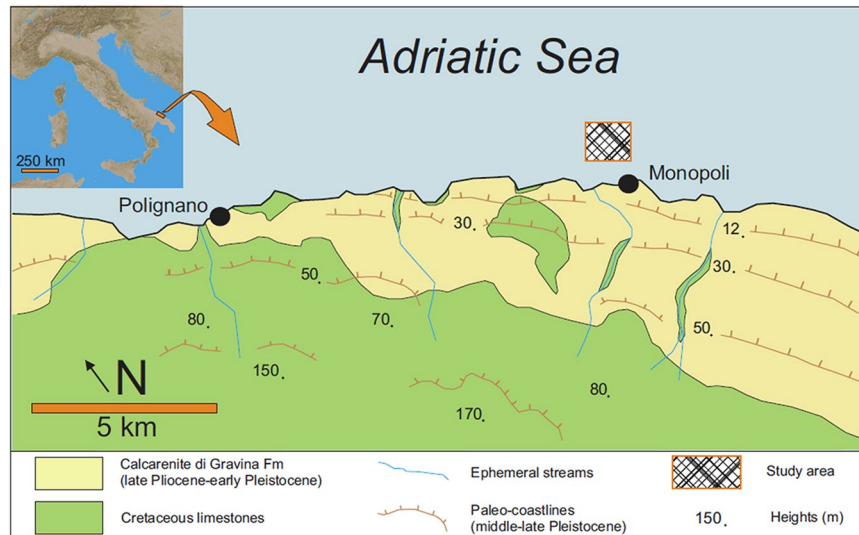 Adriatic Sea
250 km
Polignano
Monopoli
30.
12.
30.
50.
50.
80.
70.
80.
150.
170.
N
5 km
Calcarenite di Gravina Fm
(late Pliocene-early Pleistocene)
Ephemeral streams
Study area
Cretaceous limestones
Paleo-coastlines
(middle-late Pleistocene)
150.
Heights (m)